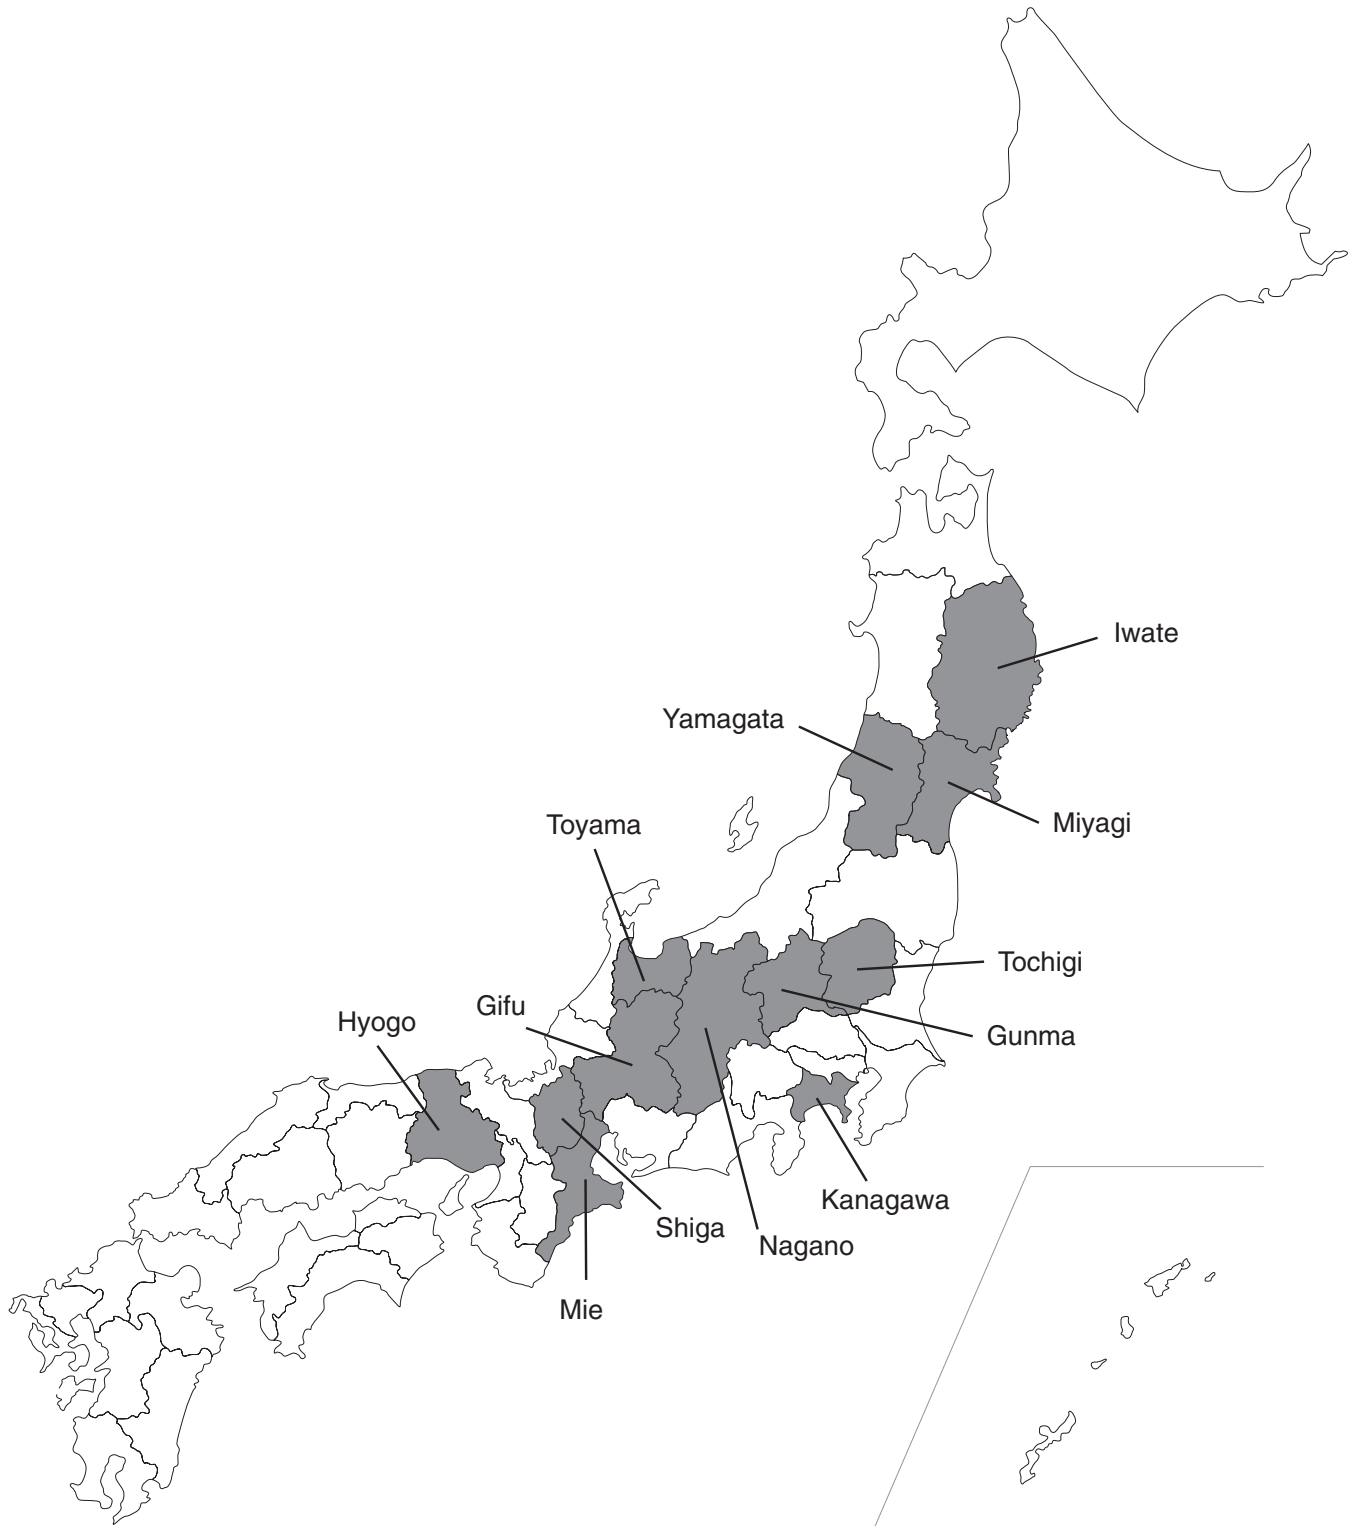 Iwate
Yamagata
Miyagi
Toyama
Tochigi
Gifu
Hyogo
Gunma
Kanagawa
Shiga
Nagano
Mie